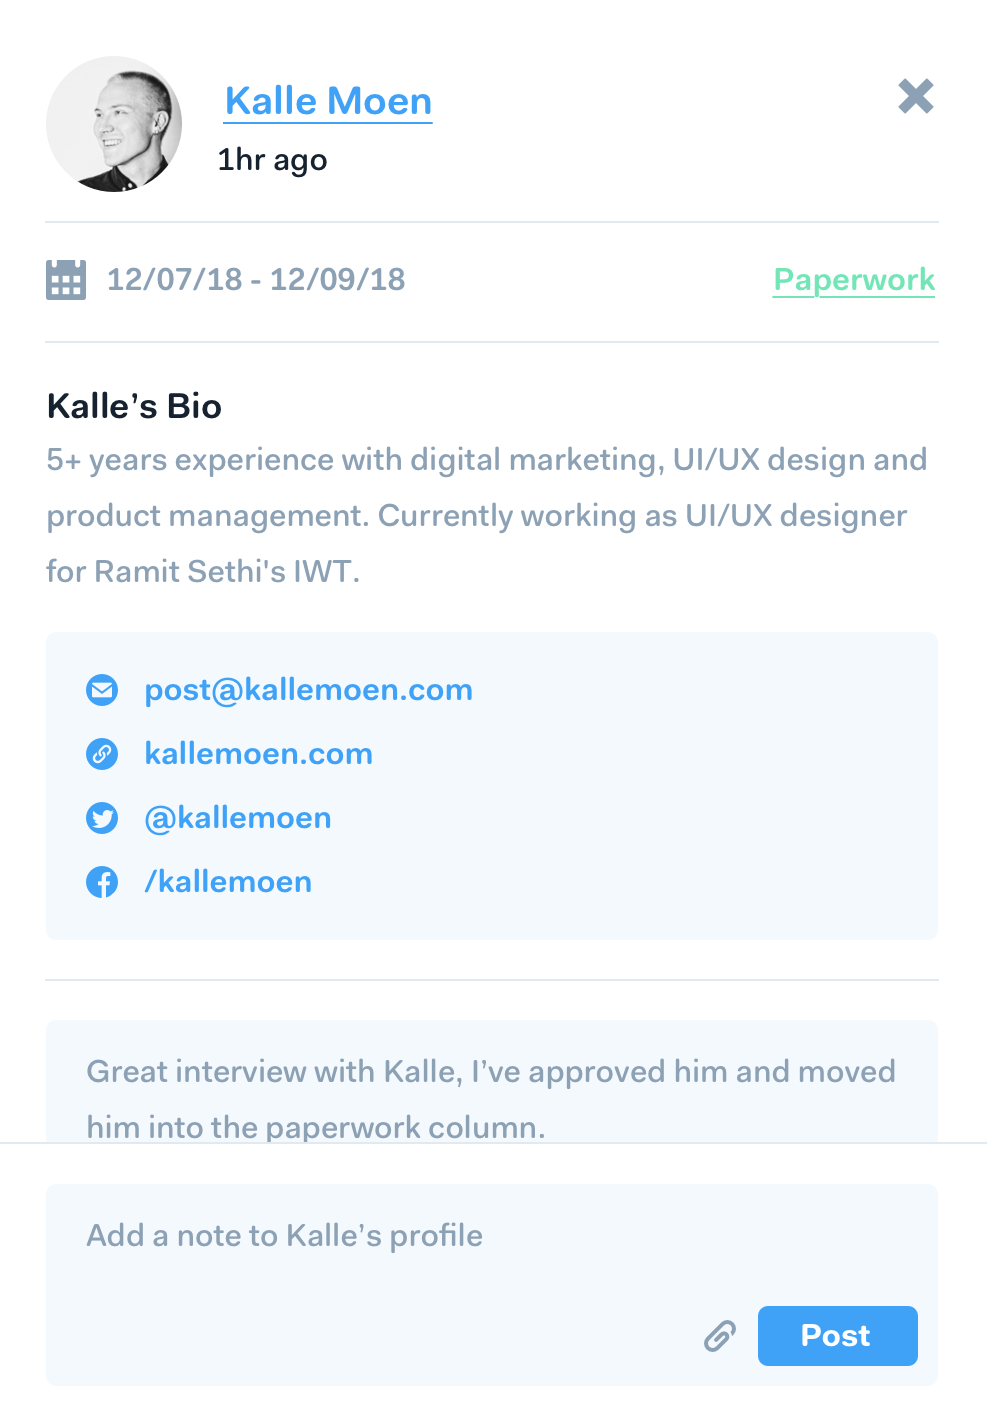 Kalle Moen
1hr ago
12/07/18 - 12/09/18
Paperwork
Kalle’s Bio
5+ years experience with digital marketing, UI/UX design and
product management. Currently working as UI/UX designer
for Ramit Sethi's IWT.
post@kallemoen.com
kallemoen.com
@kallemoen
/kallemoen
Great interview with Kalle, I’ve approved him and moved
him into the paperwork column.
Add a note to Kalle’s profile
Post